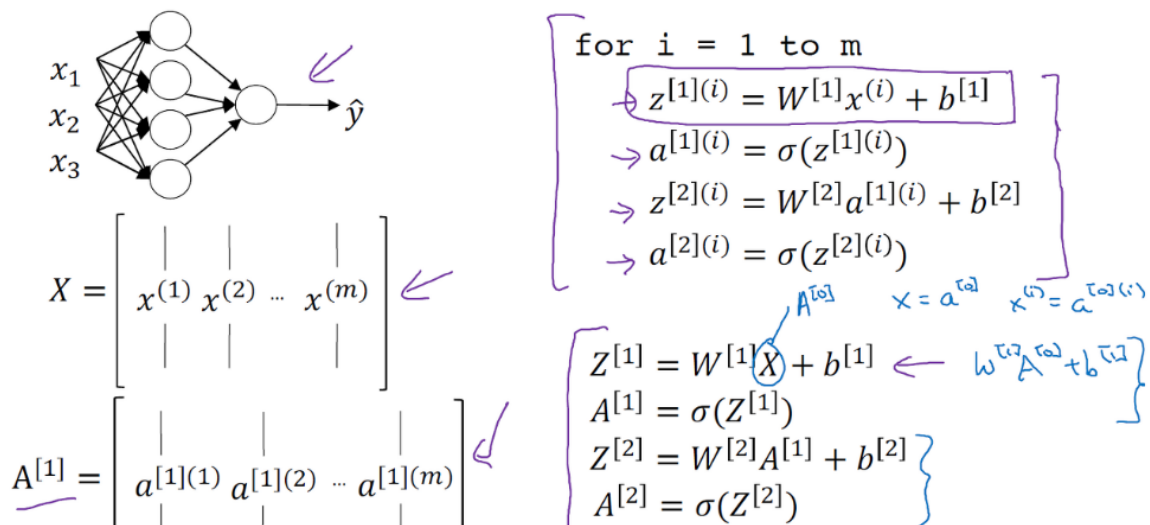 x₁
x₂
x₃
ŷ
X = [ x⁽¹⁾ x⁽²⁾ … x⁽ᵐ⁾ ]
A^[1] = [ a^[1](1) a^[1](2) … a^[1](m) ]
for i = 1 to m
→ z^[1](i) = W^[1]x^(i) + b^[1]
→ a^[1](i) = σ(z^[1](i))
→ z^[2](i) = W^[2]a^[1](i) + b^[2]
→ a^[2](i) = σ(z^[2](i))
A^[0] x = a^[0] x^(i) = a^[0](i)
Z^[1] = W^[1]X + b^[1] ← W^[1]A^[0] + b^[1]
A^[1] = σ(Z^[1])
Z^[2] = W^[2]A^[1] + b^[2]
A^[2] = σ(Z^[2])